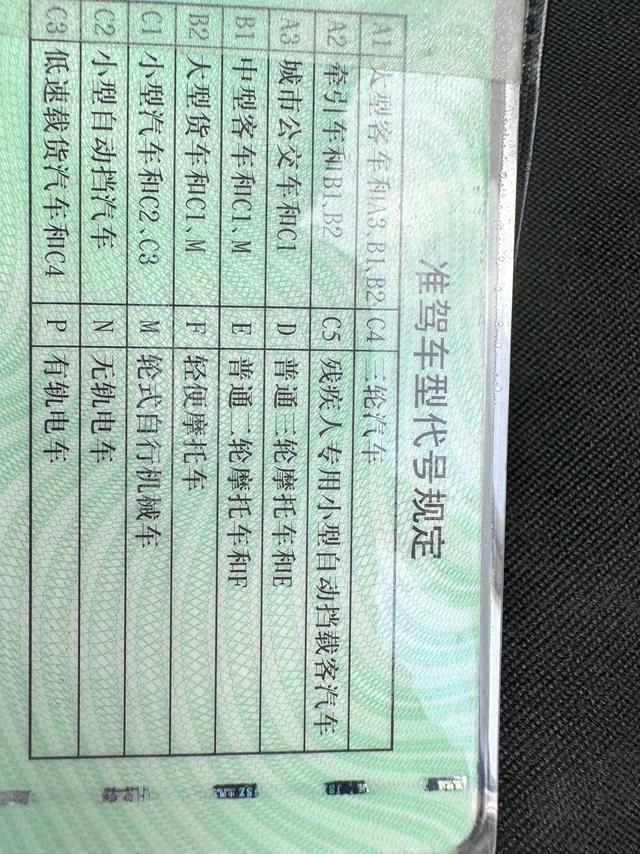 准驾车型代号规定
A1 大型客车和A3、B1、B2 C4 三轮汽车
A2 牵引车和B1、B2 C5 残疾人专用小型自动挡载客汽车
A3 城市公交车和C1 D 普通三轮摩托车和E
B1 中型客车和C1、M E 普通二轮摩托车和F
B2 大型货车和C1、M F 轻便摩托车
C1 小型汽车和C2、C3 M 轮式自行机械车
C2 小型自动挡汽车 N 无轨电车
C3 低速载货汽车和C4 P 有轨电车